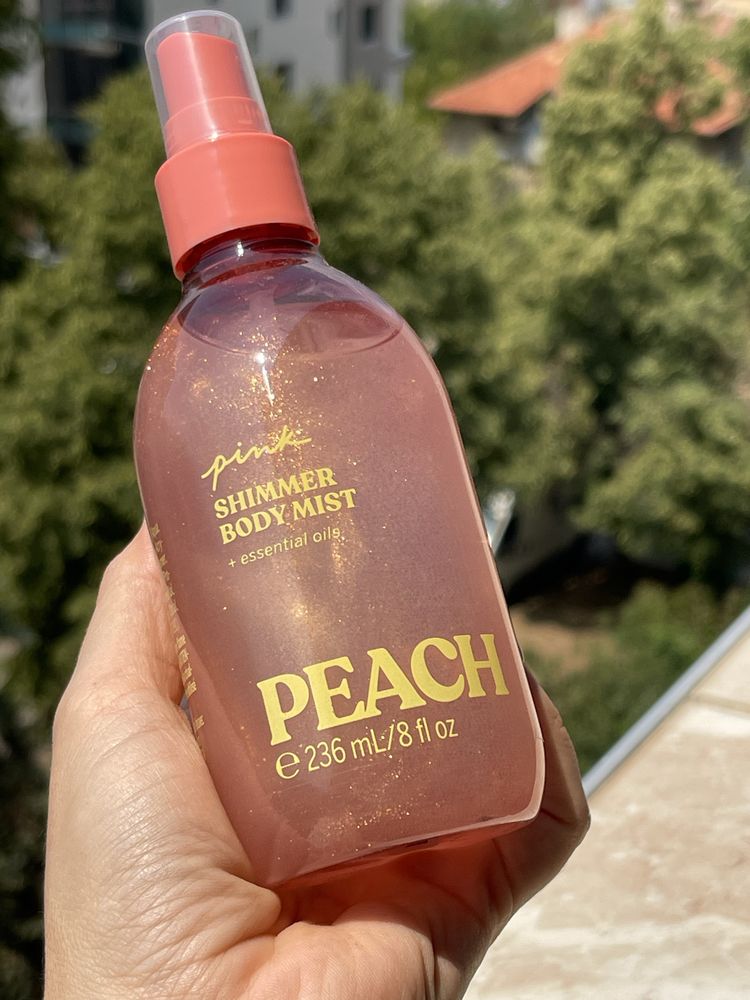 pink
SHIMMER
BODY MIST
+ essential oils
PEACH
℮ 236 mL/8 fl oz